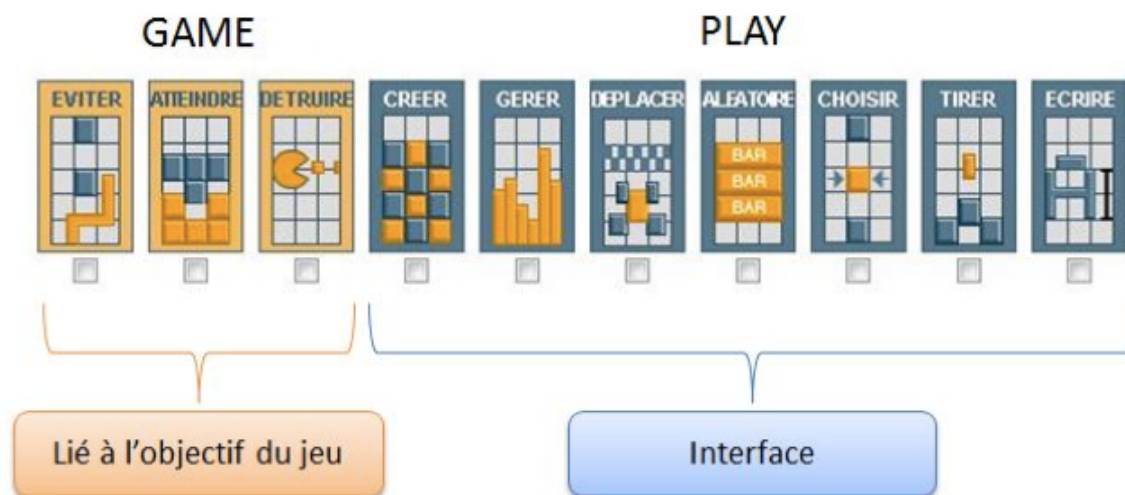 GAME PLAY
EVITER ATTEINDRE DETRUIRE CREER GERER DEPLACER ALEATOIRE CHOISIR TIRER ECRIRE
BAR
BAR
BAR
Lié à l'objectif du jeu Interface